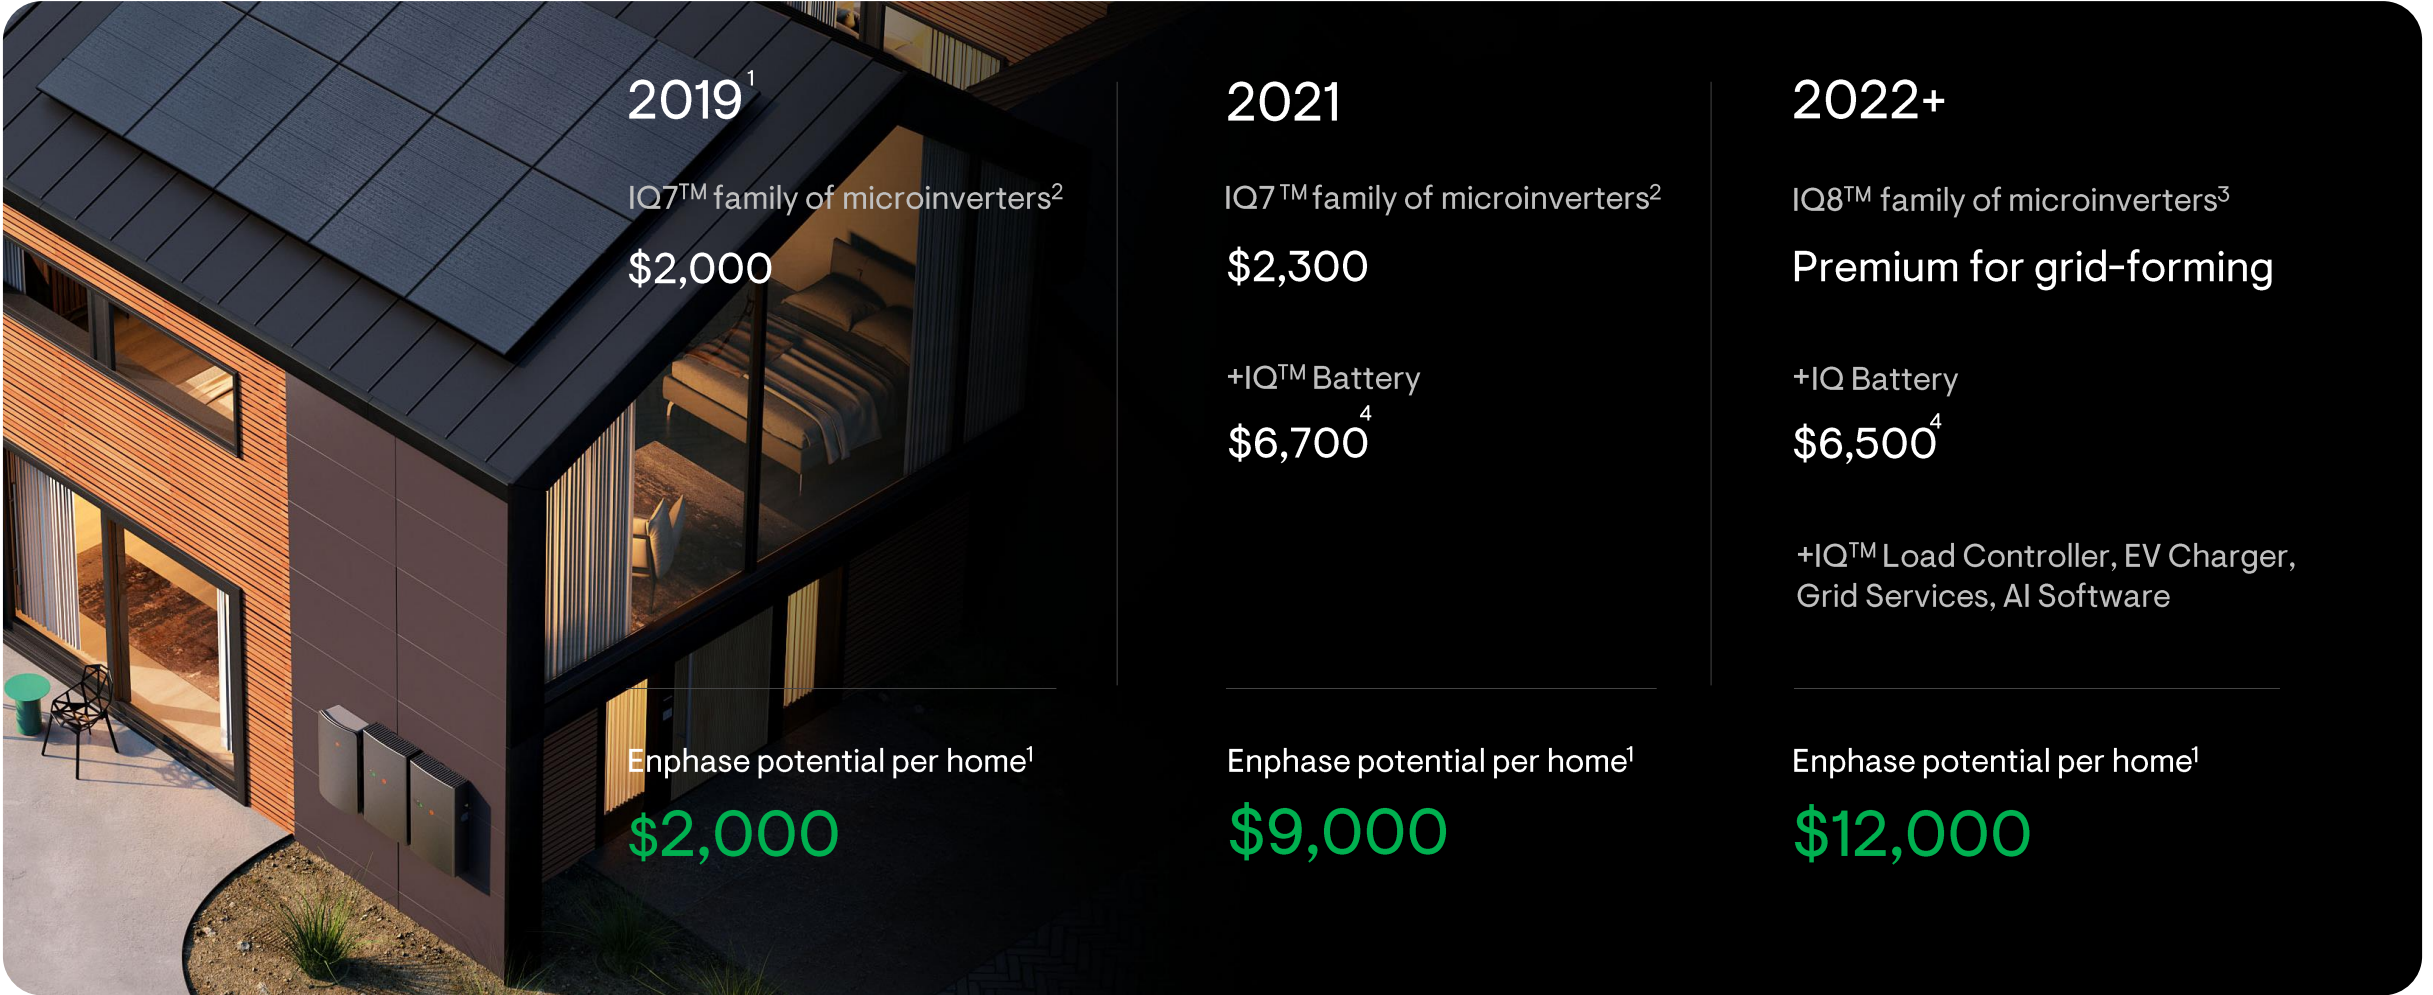 2019¹
IQ7™ family of microinverters²
$2,000
Enphase potential per home¹
$2,000
2021
IQ7™ family of microinverters²
$2,300
+IQ™ Battery
$6,700⁴
Enphase potential per home¹
$9,000
2022+
IQ8™ family of microinverters³
Premium for grid-forming
+IQ Battery
$6,500⁴
+IQ™ Load Controller, EV Charger,
Grid Services, AI Software
Enphase potential per home¹
$12,000